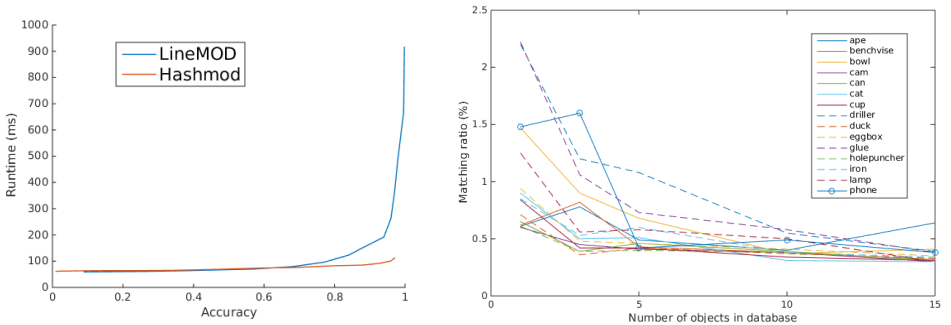 1000
900
800
700
600
500
400
300
200
100
0
0
0.2
0.4
0.6
0.8
1
Runtime (ms)
Accuracy
LineMOD
Hashmod
2.5
2
1.5
1
0.5
0
0
5
10
15
Matching ratio (%)
Number of objects in database
ape
benchvise
bowl
cam
can
cat
cup
driller
duck
eggbox
glue
holepuncher
iron
lamp
phone